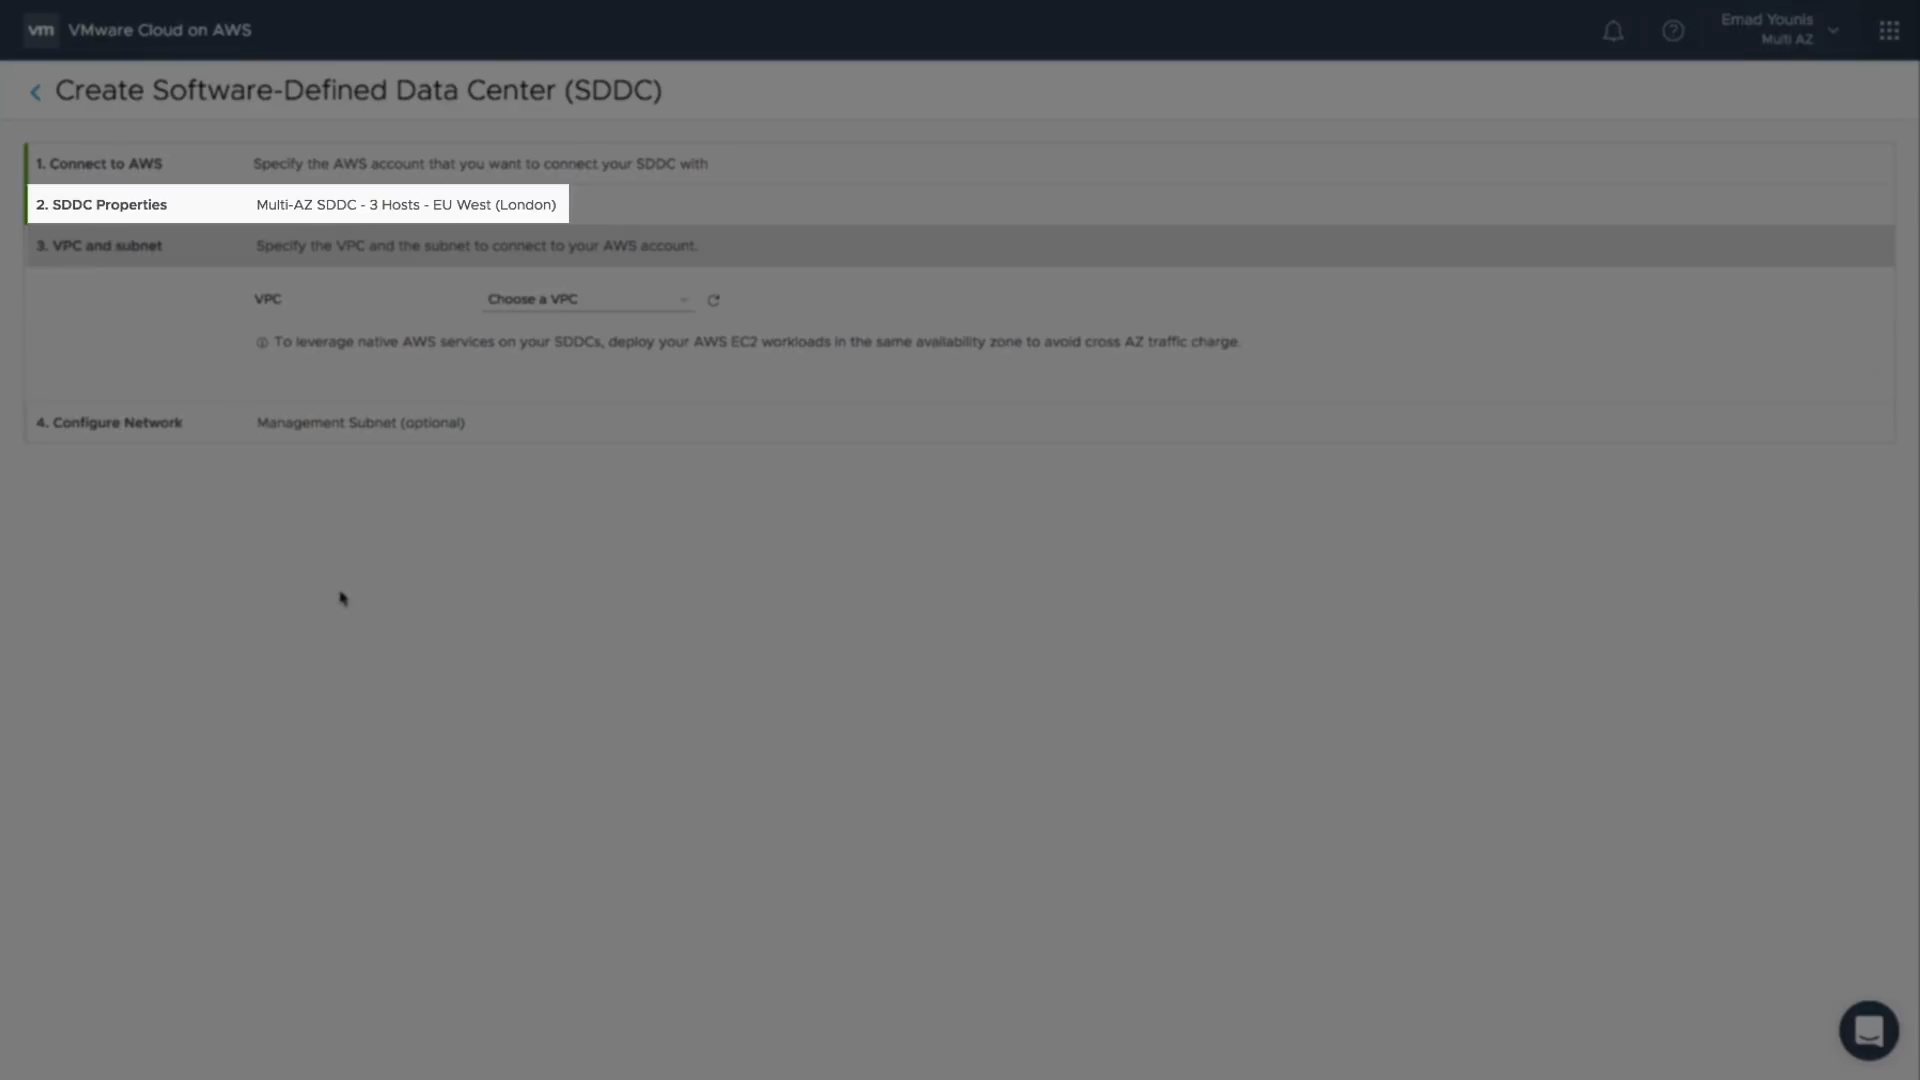 vm VMware Cloud on AWS
Emad Younis
Multi AZ
Create Software-Defined Data Center (SDDC)
1. Connect to AWS Specify the AWS account that you want to connect your SDDC with
2. SDDC Properties Multi-AZ SDDC - 3 Hosts - EU West (London)
3. VPC and subnet Specify the VPC and the subnet to connect to your AWS account.
VPC Choose a VPC
To leverage native AWS services on your SDDCs, deploy your AWS EC2 workloads in the same availability zone to avoid cross AZ traffic charge.
4. Configure Network Management Subnet (optional)